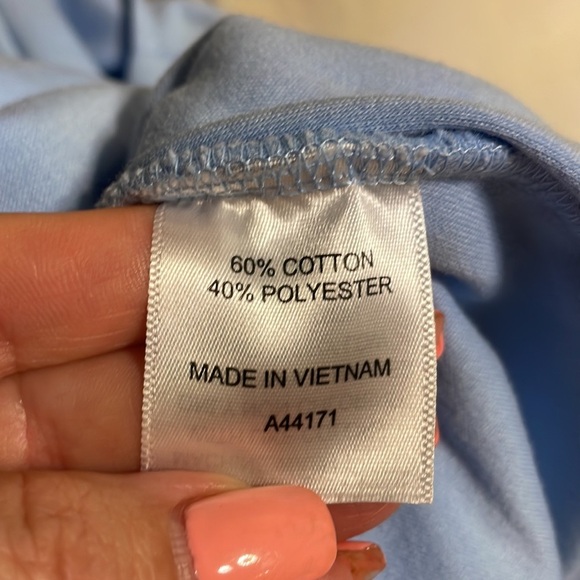 60% COTTON
40% POLYESTER
MADE IN VIETNAM
A44171